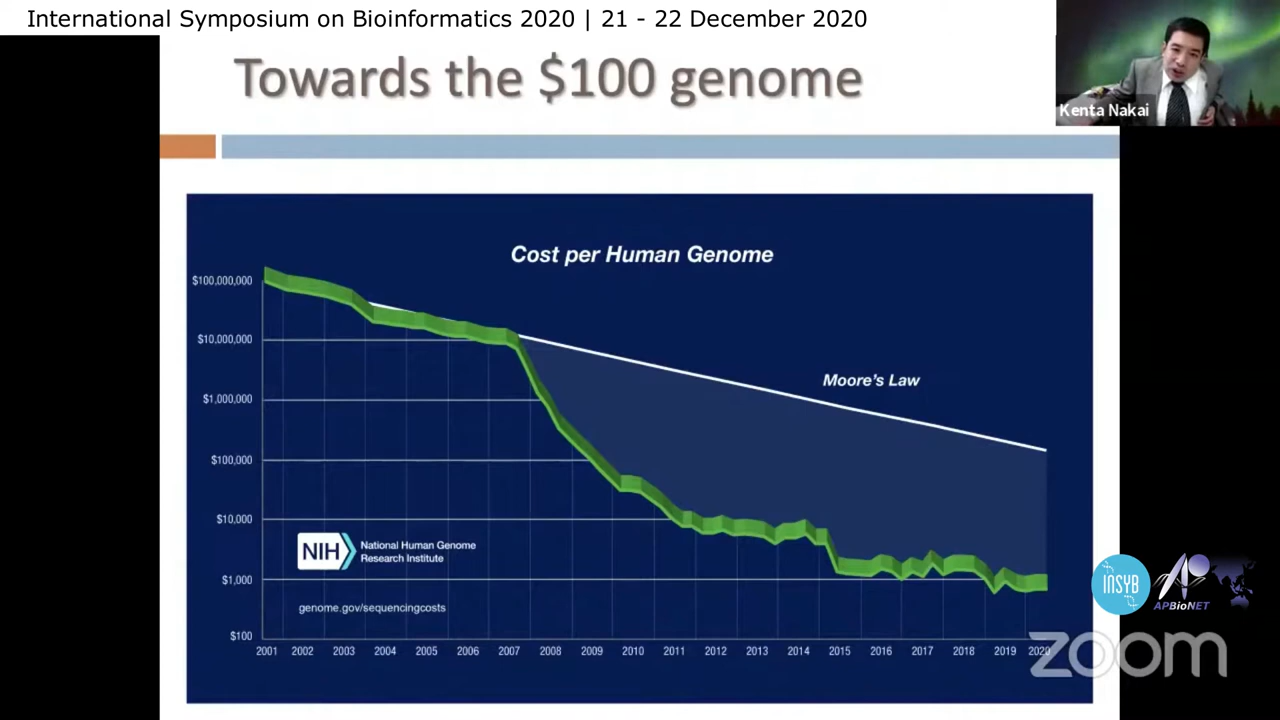 International Symposium on Bioinformatics 2020 | 21 - 22 December 2020
Towards the $100 genome
Kenta Nakai
Cost per Human Genome
$100,000,000
$10,000,000
Moore's Law
$1,000,000
$100,000
$10,000
NIH
National Human Genome
Research Institute
$1,000
INSYB
APBioNET
genome.gov/sequencingcosts
$100
2001 2002 2003 2004 2005 2006 2007 2008 2009 2010 2011 2012 2013 2014 2015 2016 2017 2018 2019 2020
zoom